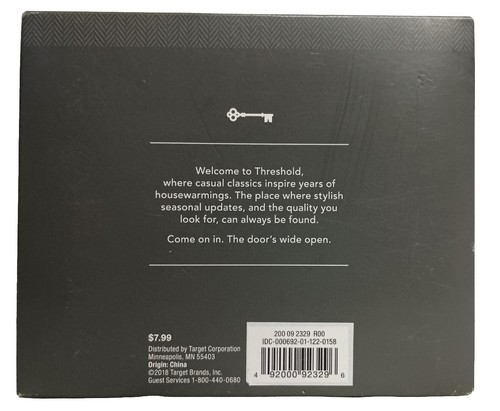 Welcome to Threshold,
where casual classics inspire years of
housewarmings. The place where stylish
seasonal updates, and the quality you
look for, can always be found.
Come on in. The door's wide open.
$7.99
Distributed by Target Corporation
Minneapolis, MN 55403
Origin: China
©2018 Target Brands, Inc.
Guest Services 1-800-440-0680
200 09 2329 R00
IDC-000692-01-122-0158
4 92000 92329 6